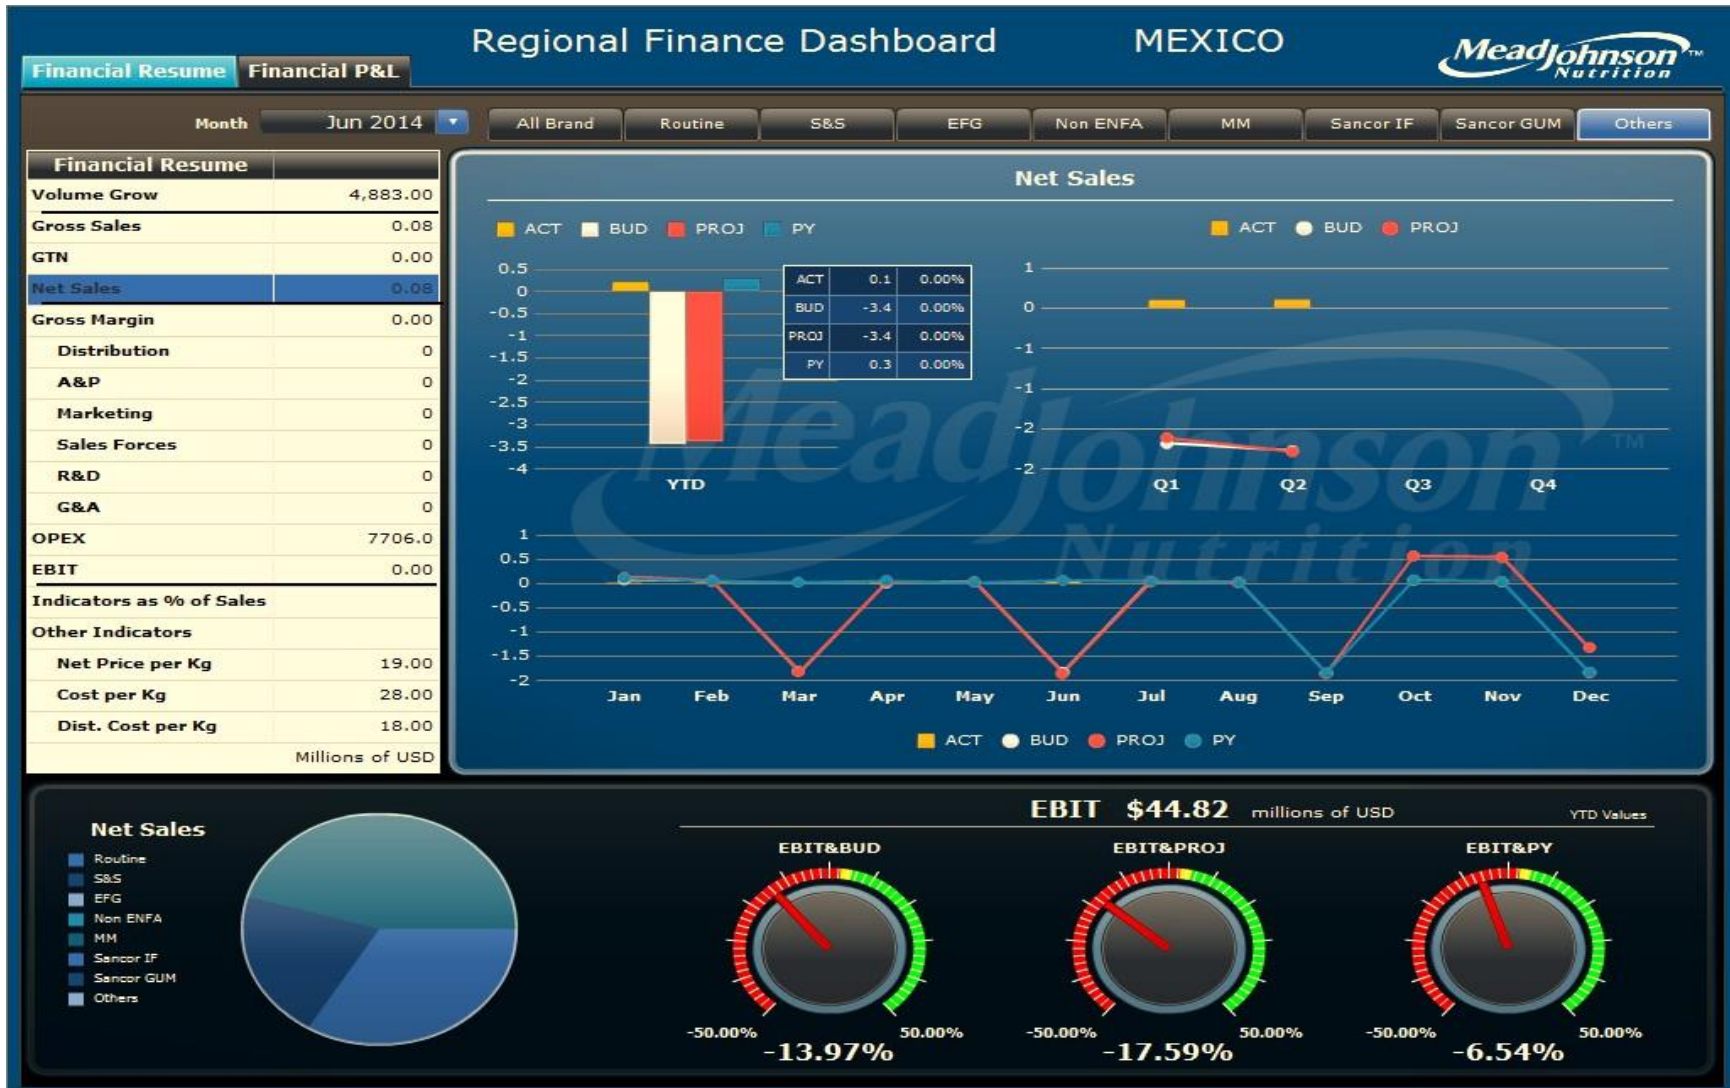 Regional Finance Dashboard MEXICO
MeadJohnson™
Nutrition
Financial Resume Financial P&L
Month Jun 2014 All Brand Routine S&S EFG Non ENFA MM Sancor IF Sancor GUM Others
Financial Resume
Volume Grow 4,883.00
Gross Sales 0.08
GTN 0.00
Net Sales 0.08
Gross Margin 0.00
Distribution 0
A&P 0
Marketing 0
Sales Forces 0
R&D 0
G&A 0
OPEX 7706.0
EBIT 0.00
Indicators as % of Sales
Other Indicators
Net Price per Kg 19.00
Cost per Kg 28.00
Dist. Cost per Kg 18.00
Millions of USD
Net Sales
ACT BUD PROJ PY
0.5
0
-0.5
-1
-1.5
-2
-2.5
-3
-3.5
-4
YTD
ACT 0.1 0.00%
BUD -3.4 0.00%
PROJ -3.4 0.00%
PY 0.3 0.00%
ACT BUD PROJ
1
0
-1
-1
-2
-2
Q1 Q2 Q3 Q4
MeadJohnson™
Nutrition
1
0.5
0
-0.5
-1
-1.5
-2
Jan Feb Mar Apr May Jun Jul Aug Sep Oct Nov Dec
ACT BUD PROJ PY
Net Sales
Routine
S&S
EFG
Non ENFA
MM
Sancor IF
Sancor GUM
Others
EBIT $44.82 millions of USD YTD Values
EBIT&BUD
-50.00% 50.00%
-13.97%
EBIT&PROJ
-50.00% 50.00%
-17.59%
EBIT&PY
-50.00% 50.00%
-6.54%